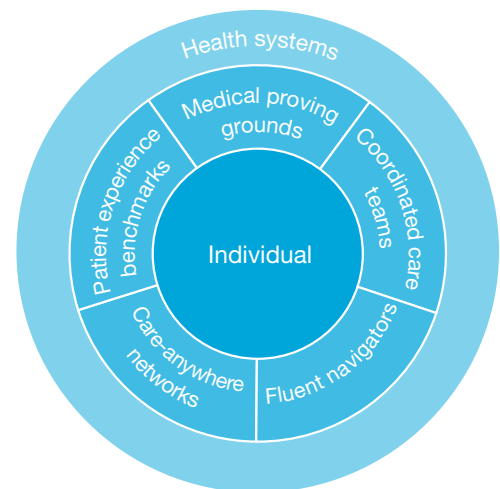 Health systems
Medical proving
grounds
Coordinated care
teams
Fluent navigators
Care-anywhere
networks
Patient experience
benchmarks
Individual